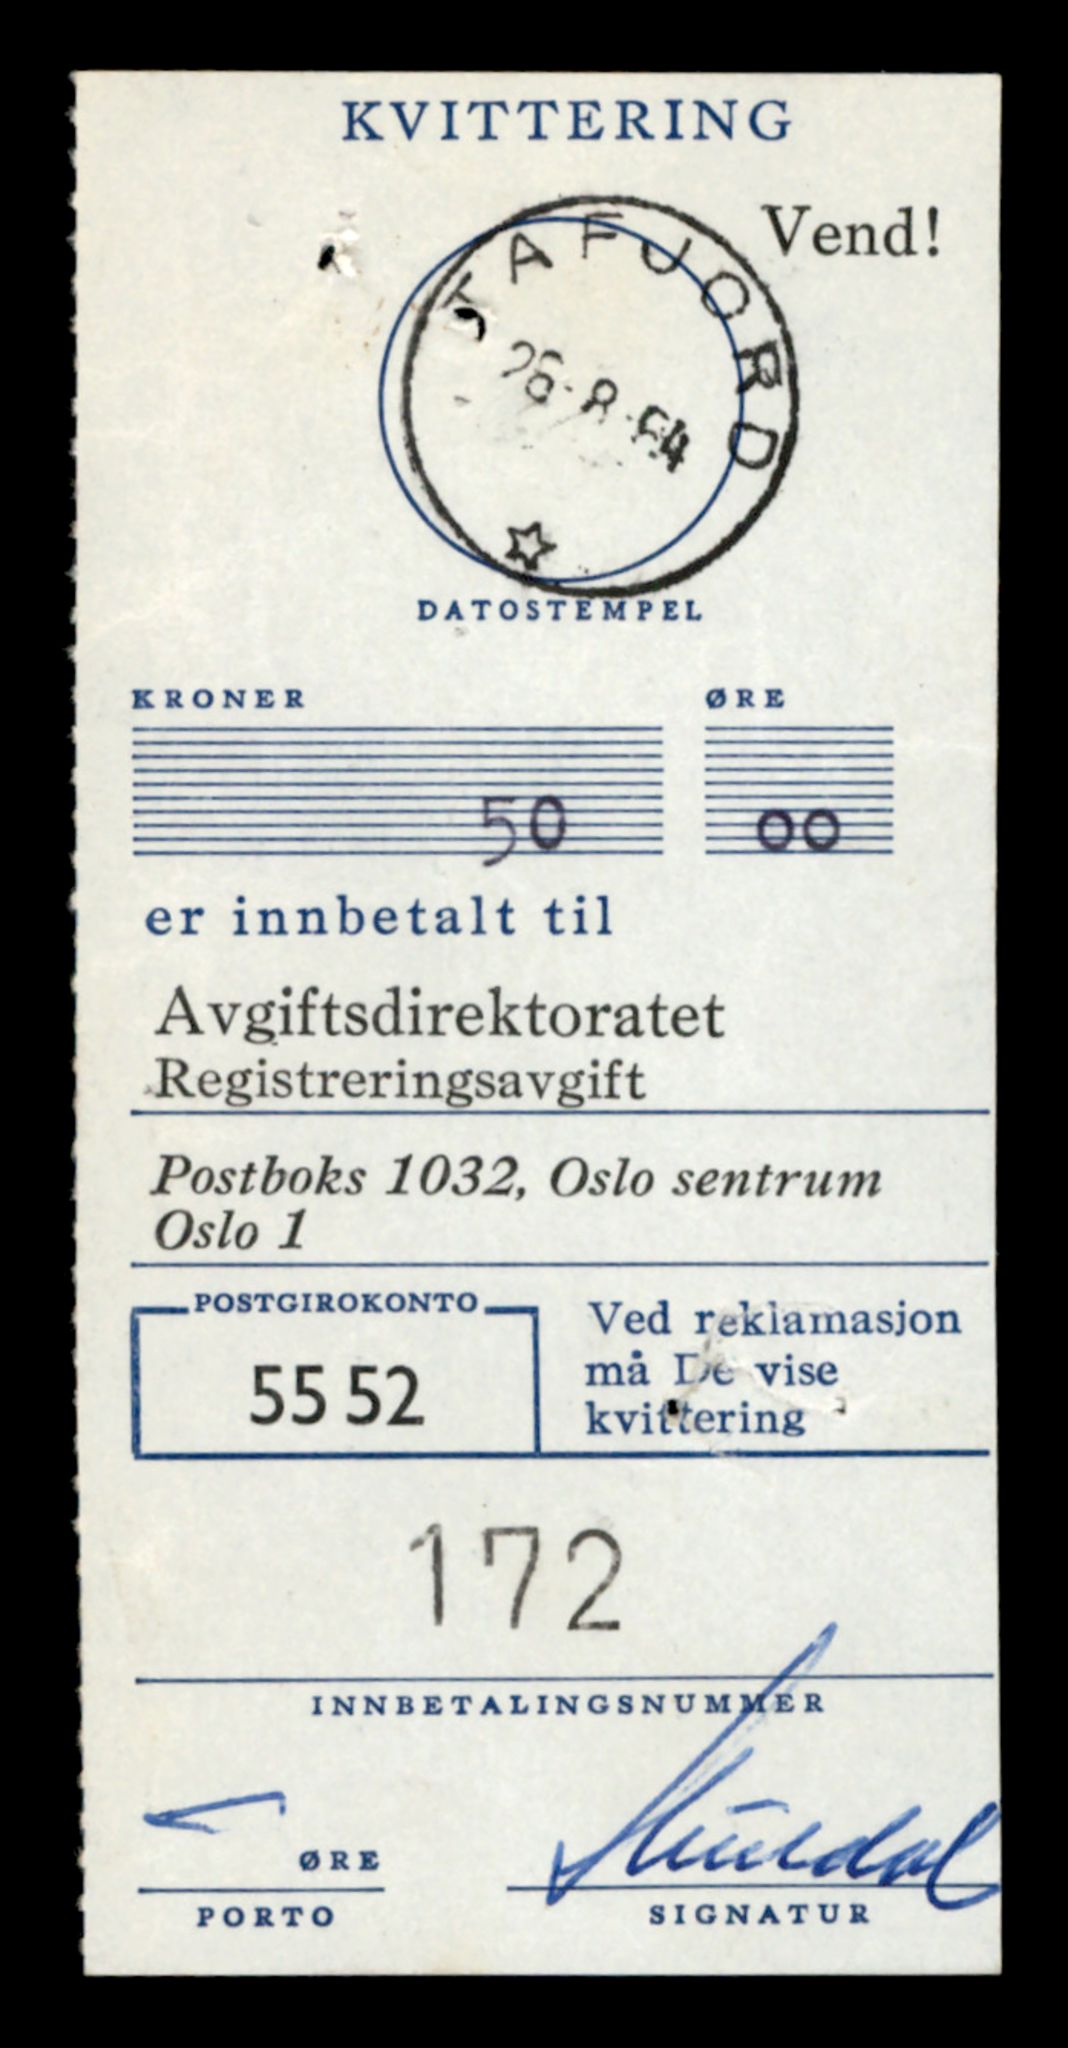 KVITTERING
Vend!
TAFJORD
26-8-64
DATOSTEMPEL
KRONER ØRE
50 00
er innbetalt til
Avgiftsdirektoratet
Registreringsavgift
Postboks 1032, Oslo sentrum
Oslo 1
POSTGIROKONTO
55 52
Ved reklamasjon
må De vise
kvittering
172
INNBETALINGSNUMMER
ØRE
PORTO
SIGNATUR